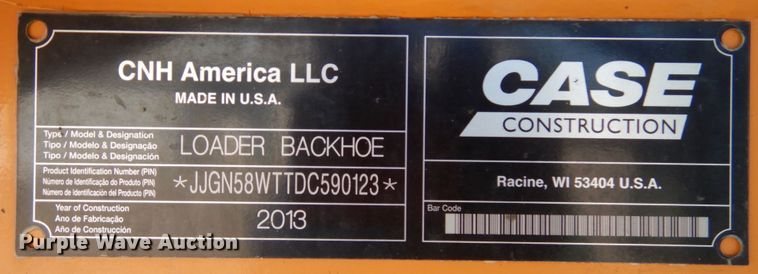 CNH America LLC
MADE IN U.S.A.
Type / Model & Designation
Tipo / Modelo & Designação
Tipo / Modelo & Designación
LOADER BACKHOE
Product Identification Number (PIN)
Número de Identificação do Produto (PIN)
Número de Identificación del Producto (PIN)
*JJGN58WTTDC590123*
Year of Construction
Ano de Fabricação
Año de Construcción
2013
CASE
CONSTRUCTION
Racine, WI 53404 U.S.A.
Bar Code
Purple Wave Auction